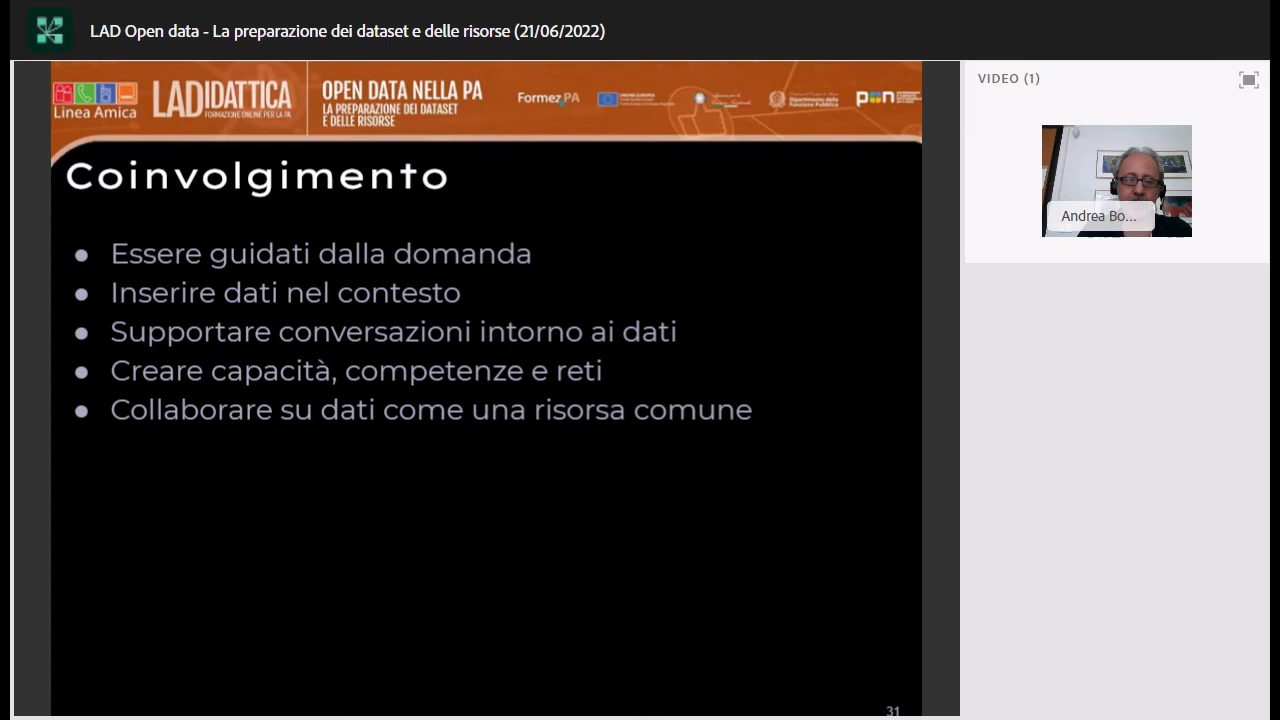 LAD Open data - La preparazione dei dataset e delle risorse (21/06/2022)
VIDEO (1)
Linea Amica
LADIDATTICA
FORMAZIONE ONLINE PER LA PA
OPEN DATA NELLA PA
LA PREPARAZIONE DEI DATASET
E DELLE RISORSE
Formez PA
Dipartimento della
Funzione Pubblica
pon
Coinvolgimento
● Essere guidati dalla domanda
● Inserire dati nel contesto
● Supportare conversazioni intorno ai dati
● Creare capacità, competenze e reti
● Collaborare su dati come una risorsa comune
Andrea Bo...
31